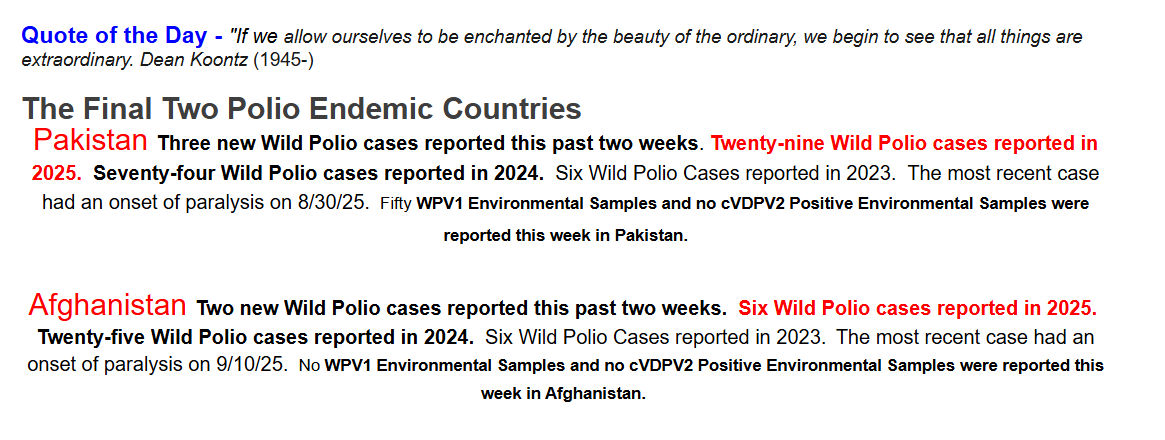 Quote of the Day - "If we allow ourselves to be enchanted by the beauty of the ordinary, we begin to see that all things are
extraordinary. Dean Koontz (1945-)
The Final Two Polio Endemic Countries
Pakistan Three new Wild Polio cases reported this past two weeks. Twenty-nine Wild Polio cases reported in
2025. Seventy-four Wild Polio cases reported in 2024. Six Wild Polio Cases reported in 2023. The most recent case
had an onset of paralysis on 8/30/25. Fifty WPV1 Environmental Samples and no cVDPV2 Positive Environmental Samples were
reported this week in Pakistan.
Afghanistan Two new Wild Polio cases reported this past two weeks. Six Wild Polio cases reported in 2025.
Twenty-five Wild Polio cases reported in 2024. Six Wild Polio Cases reported in 2023. The most recent case had an
onset of paralysis on 9/10/25. No WPV1 Environmental Samples and no cVDPV2 Positive Environmental Samples were reported this
week in Afghanistan.